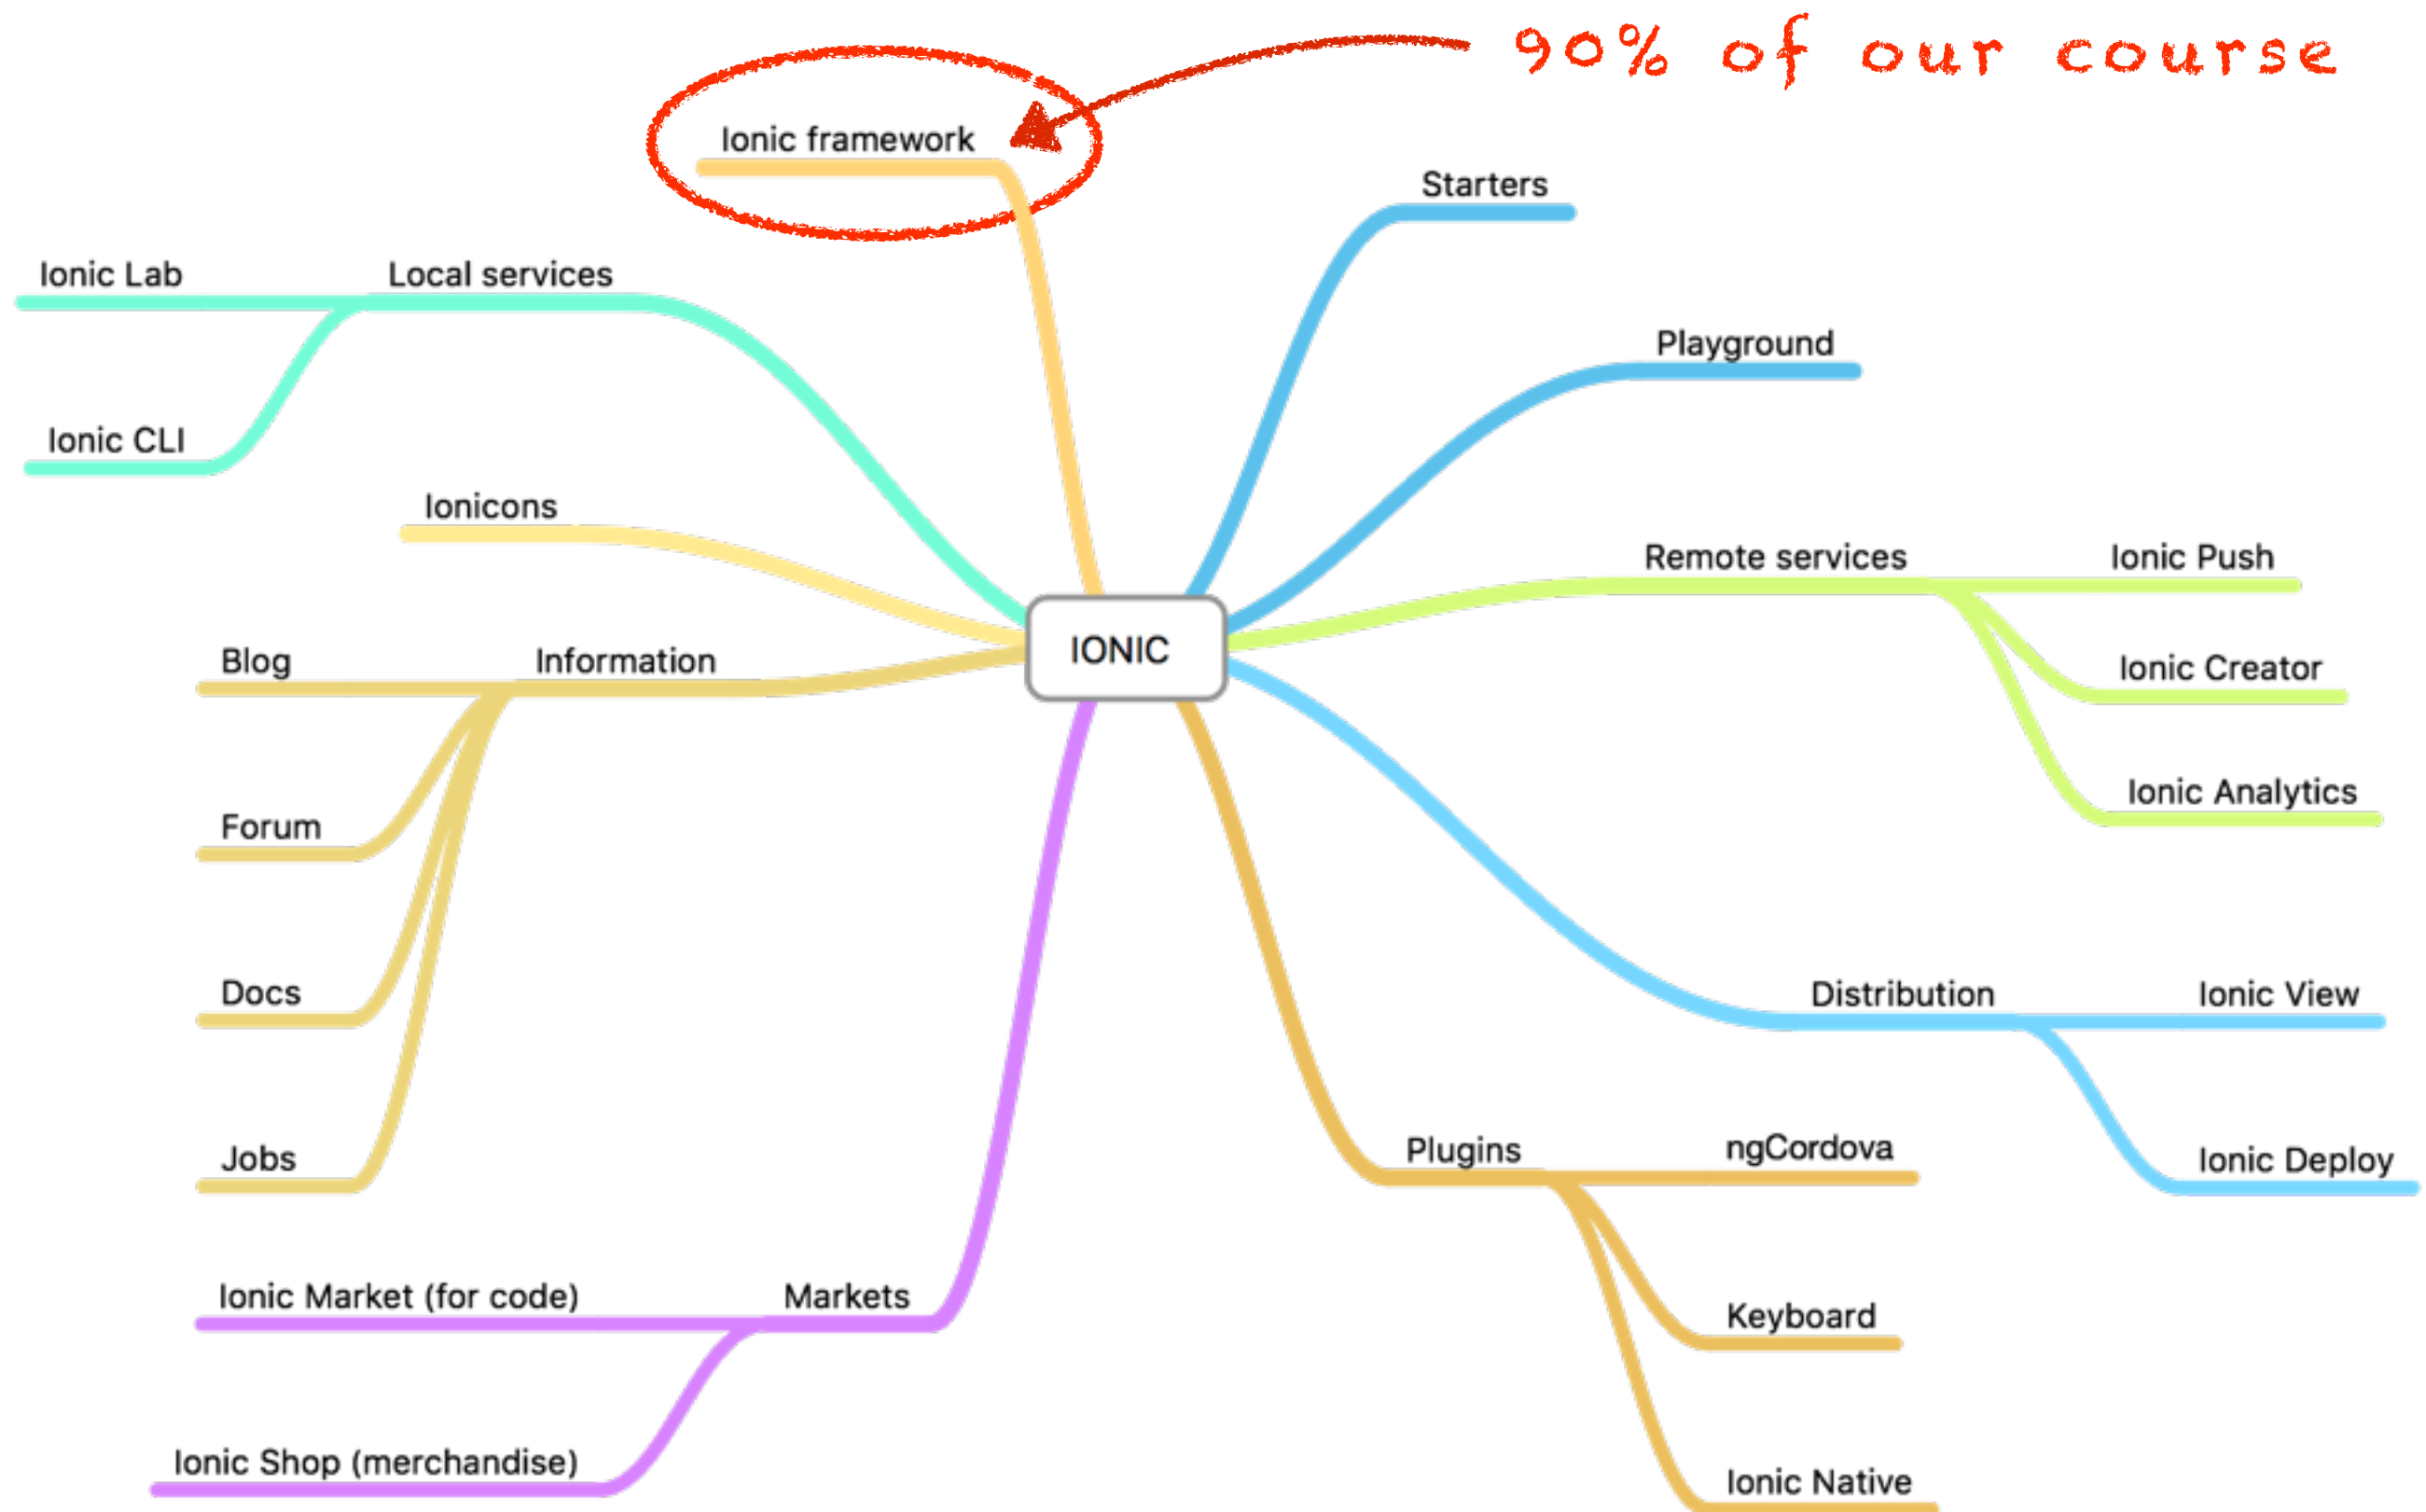 90% of our course
Ionic framework
Starters
Ionic Lab
Local services
Playground
Ionic CLI
Ionicons
Remote services
Ionic Push
IONIC
Blog
Information
Ionic Creator
Ionic Analytics
Forum
Docs
Distribution
Ionic View
Jobs
Plugins
ngCordova
Ionic Deploy
Ionic Market (for code)
Markets
Keyboard
Ionic Shop (merchandise)
Ionic Native